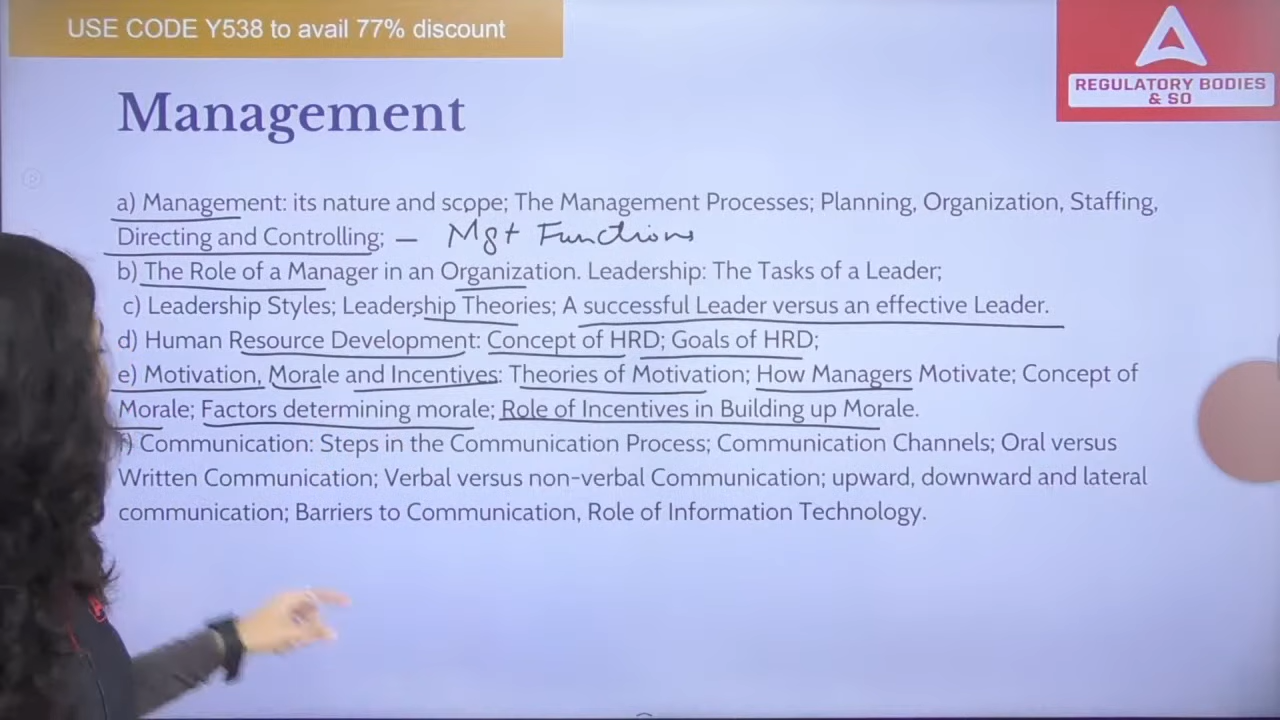 USE CODE Y538 to avail 77% discount
REGULATORY BODIES
& SO
Management
a) Management: its nature and scope; The Management Processes; Planning, Organization, Staffing,
Directing and Controlling; — Mgt Functions
b) The Role of a Manager in an Organization. Leadership: The Tasks of a Leader;
c) Leadership Styles; Leadership Theories; A successful Leader versus an effective Leader.
d) Human Resource Development: Concept of HRD; Goals of HRD;
e) Motivation, Morale and Incentives: Theories of Motivation; How Managers Motivate; Concept of
Morale; Factors determining morale; Role of Incentives in Building up Morale.
f) Communication: Steps in the Communication Process; Communication Channels; Oral versus
Written Communication; Verbal versus non-verbal Communication; upward, downward and lateral
communication; Barriers to Communication, Role of Information Technology.